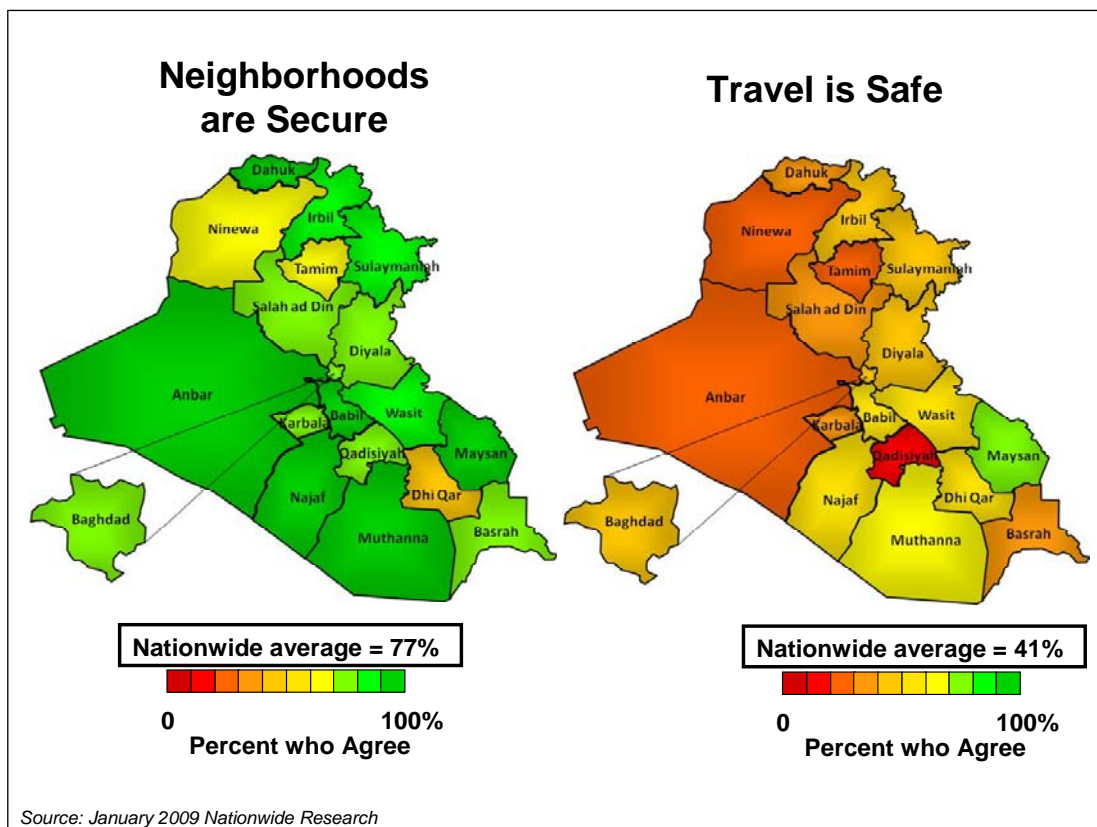 Neighborhoods
are Secure
Dahuk
Ninewa
Irbil
Tamim
Sulaymaniah
Salah ad Din
Diyala
Anbar
Karbala
Babil
Wasit
Qadisiyah
Maysan
Najaf
Dhi Qar
Baghdad
Muthanna
Basrah
Nationwide average = 77%
0
100%
Percent who Agree
Travel is Safe
Dahuk
Ninewa
Irbil
Tamim
Sulaymaniah
Salah ad Din
Diyala
Anbar
Karbala
Babil
Wasit
Qadisiyah
Maysan
Najaf
Dhi Qar
Baghdad
Muthanna
Basrah
Nationwide average = 41%
0
100%
Percent who Agree
Source: January 2009 Nationwide Research